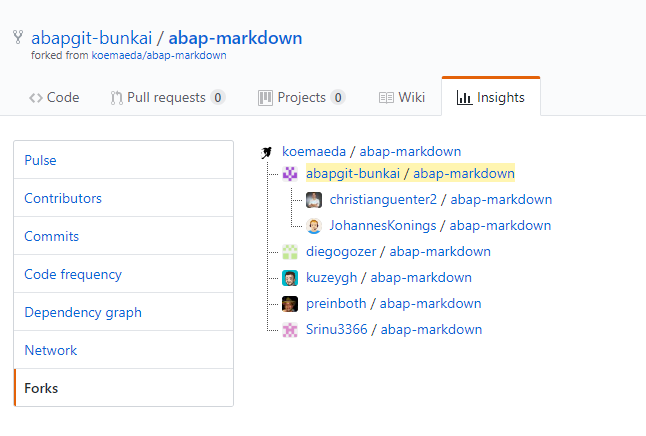 abapgit-bunkai / abap-markdown
forked from koemaeda/abap-markdown
Code Pull requests 0 Projects 0 Wiki Insights
Pulse
Contributors
Commits
Code frequency
Dependency graph
Network
Forks
koemaeda / abap-markdown
abapgit-bunkai / abap-markdown
christianguenter2 / abap-markdown
JohannesKonings / abap-markdown
diegogozer / abap-markdown
kuzeygh / abap-markdown
preinboth / abap-markdown
Srinu3366 / abap-markdown